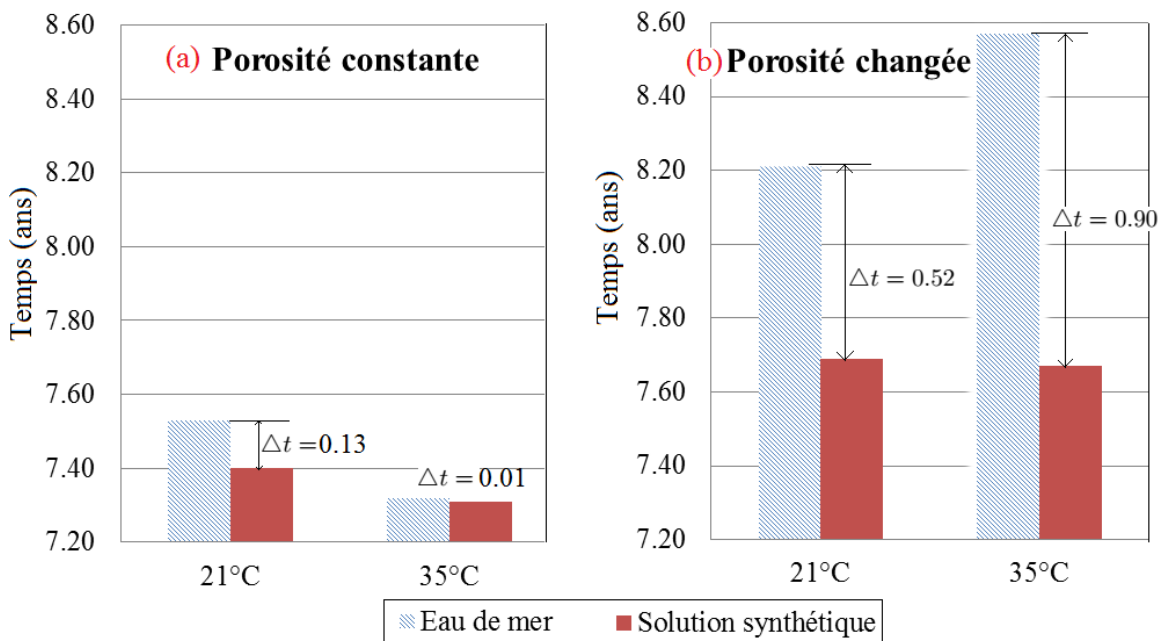 (a) Porosité constante
Temps (ans)
8.60
8.40
8.20
8.00
7.80
7.60
7.40
7.20
△t = 0.13
△t = 0.01
21°C
35°C
(b) Porosité changée
Temps (ans)
8.60
8.40
8.20
8.00
7.80
7.60
7.40
7.20
△t = 0.52
△t = 0.90
21°C
35°C
Eau de mer
Solution synthétique